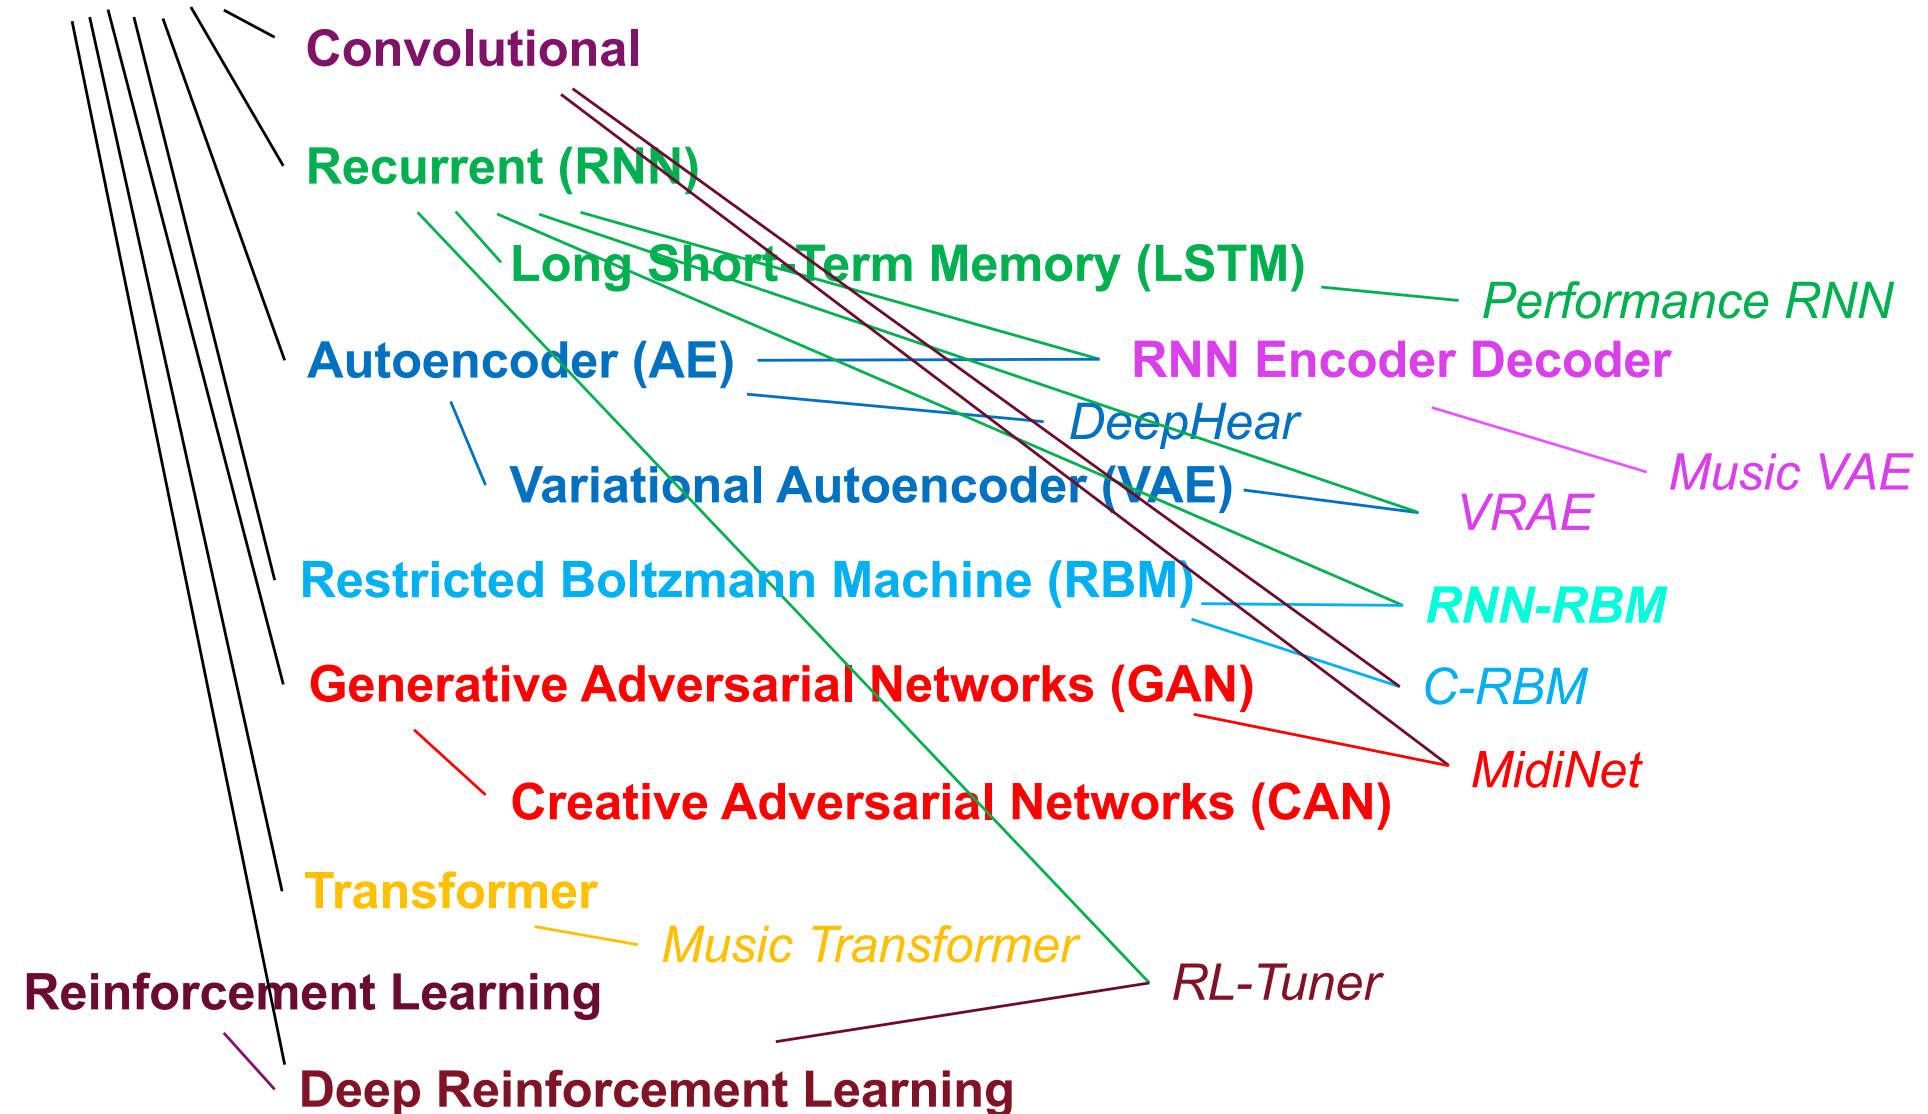 Convolutional
Recurrent (RNN)
Long Short-Term Memory (LSTM)
Performance RNN
Autoencoder (AE)
RNN Encoder Decoder
DeepHear
Music VAE
Variational Autoencoder (VAE)
VRAE
Restricted Boltzmann Machine (RBM)
RNN-RBM
Generative Adversarial Networks (GAN)
C-RBM
MidiNet
Creative Adversarial Networks (CAN)
Transformer
Music Transformer
Reinforcement Learning
RL-Tuner
Deep Reinforcement Learning